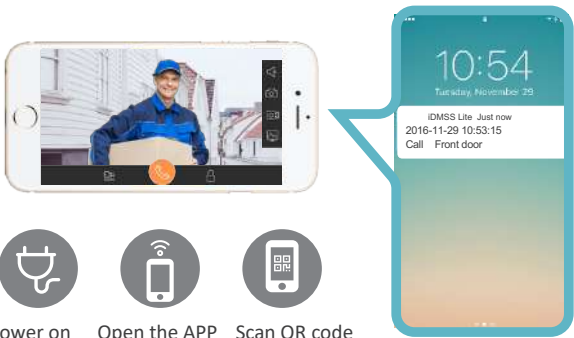 10:54
Tuesday, November 29
iDMSS Lite Just now
2016-11-29 10:53:15
Call Front door
ower on
Open the APP
Scan QR code